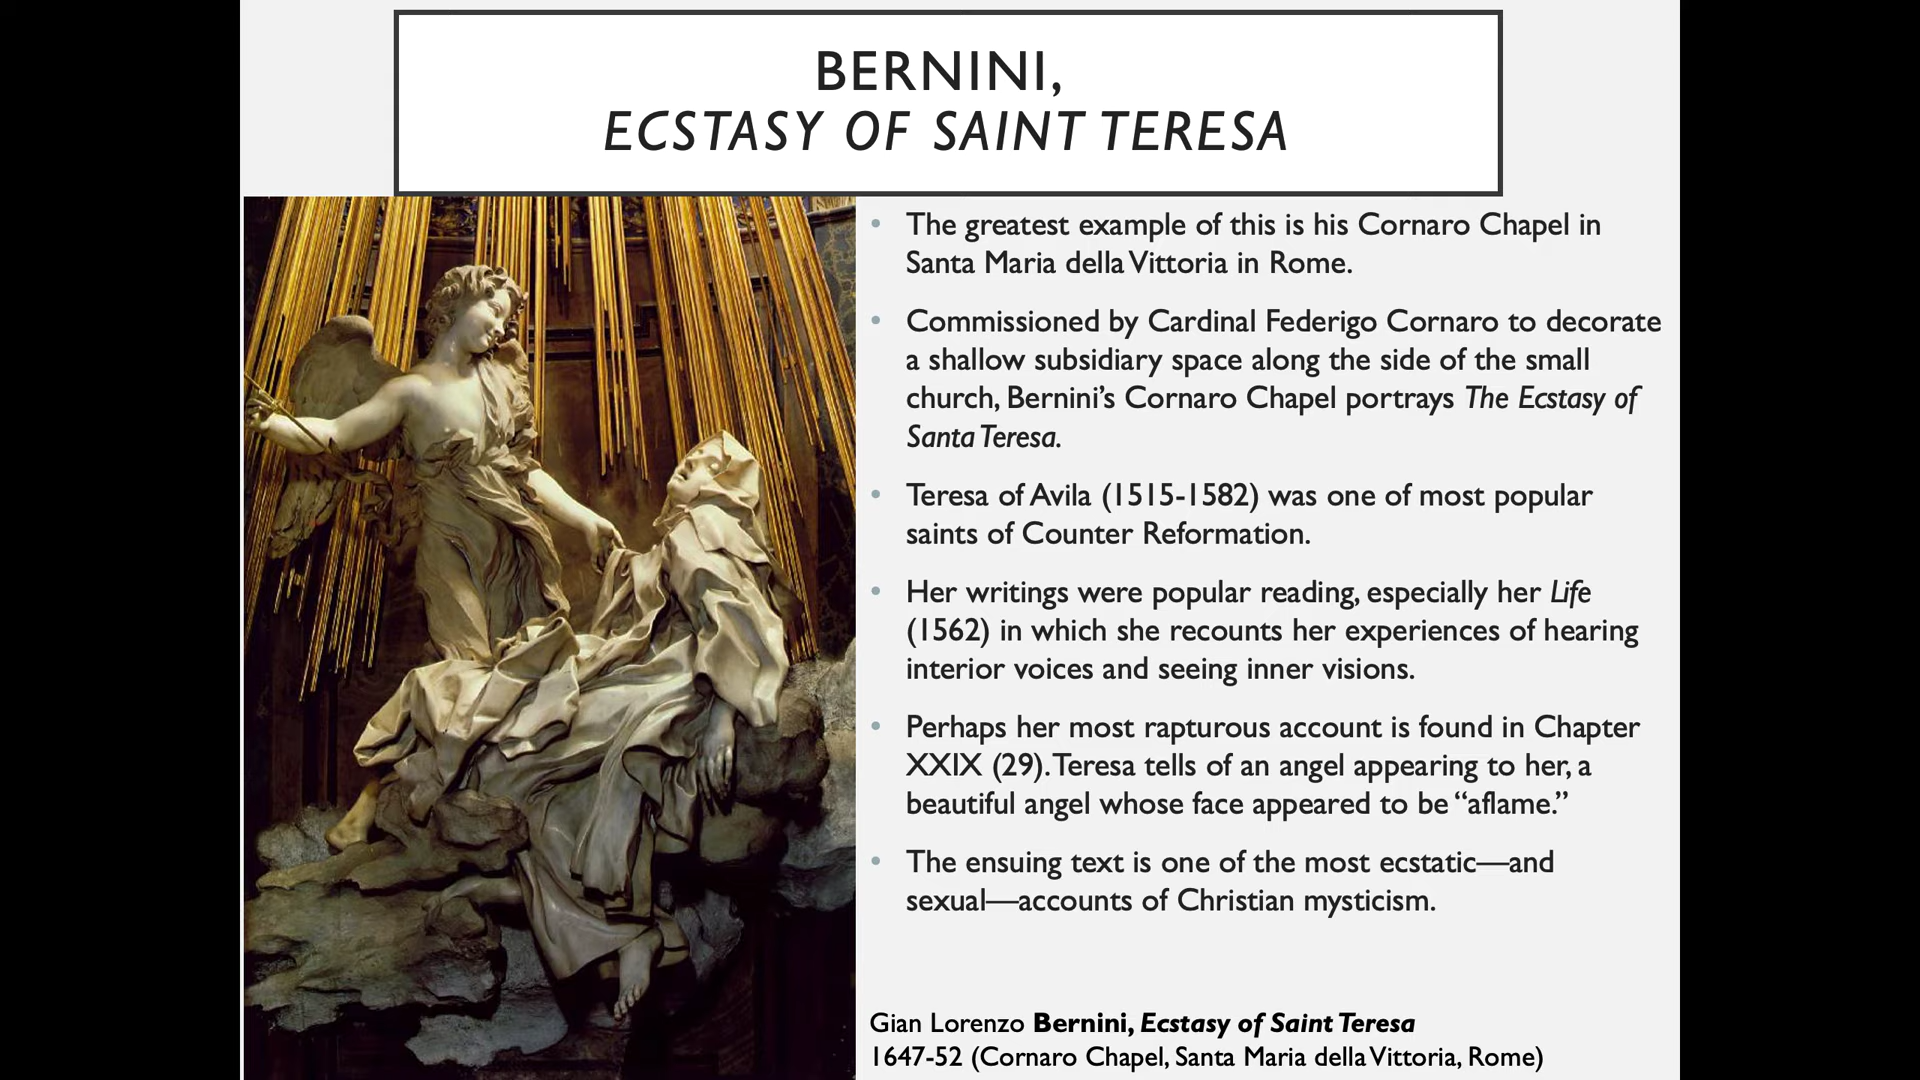 BERNINI,
ECSTASY OF SAINT TERESA
• The greatest example of this is his Cornaro Chapel in
Santa Maria della Vittoria in Rome.
• Commissioned by Cardinal Federigo Cornaro to decorate
a shallow subsidiary space along the side of the small
church, Bernini’s Cornaro Chapel portrays The Ecstasy of
Santa Teresa.
• Teresa of Avila (1515-1582) was one of most popular
saints of Counter Reformation.
• Her writings were popular reading, especially her Life
(1562) in which she recounts her experiences of hearing
interior voices and seeing inner visions.
• Perhaps her most rapturous account is found in Chapter
XXIX (29). Teresa tells of an angel appearing to her, a
beautiful angel whose face appeared to be “aflame.”
• The ensuing text is one of the most ecstatic—and
sexual—accounts of Christian mysticism.
Gian Lorenzo Bernini, Ecstasy of Saint Teresa
1647-52 (Cornaro Chapel, Santa Maria della Vittoria, Rome)